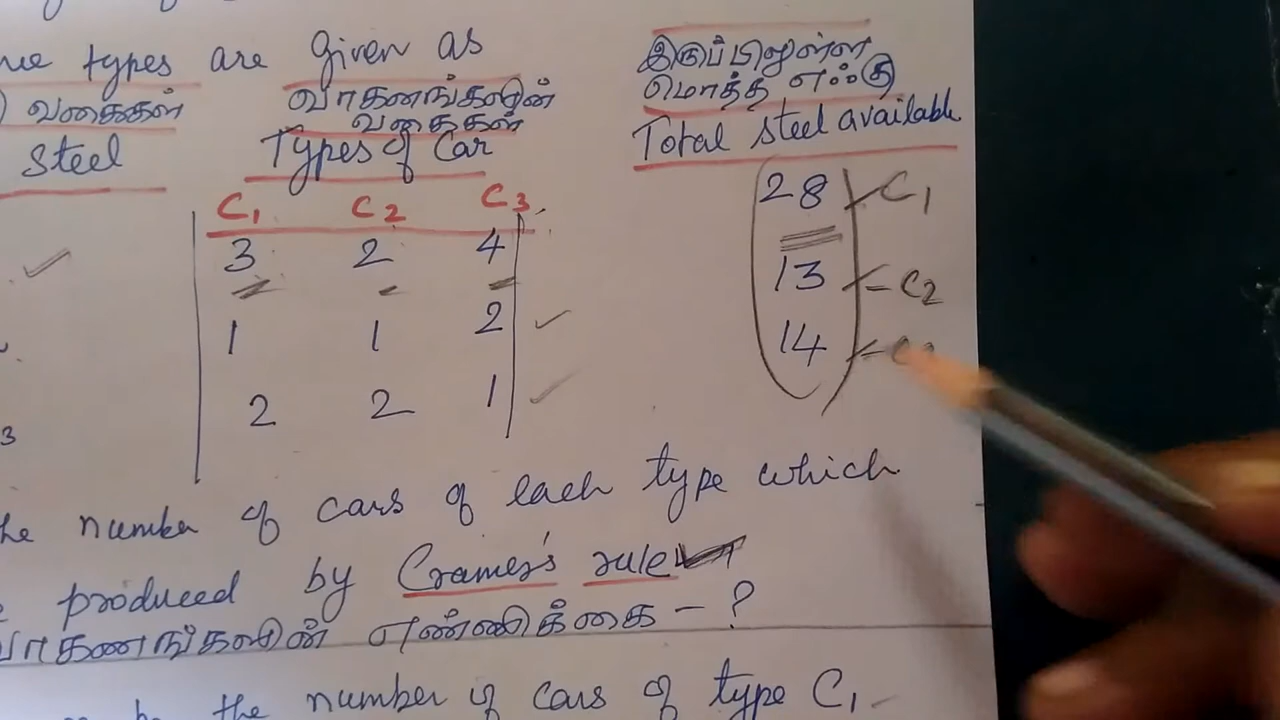 types are given as
வகைகள் வாகனங்களின் வகைகள்
இருப்பிலுள்ள மொத்த எஃகு
Steel Types of Car Total steel available
C1 C2 C3
3 2 4 28 C1
1 1 2 13 = C2
2 2 1 14 =
3
number of cars of each type which
produced by Cramer's rule
வாகணங்களின் எண்ணிக்கை - ?
the number of cars of type C1